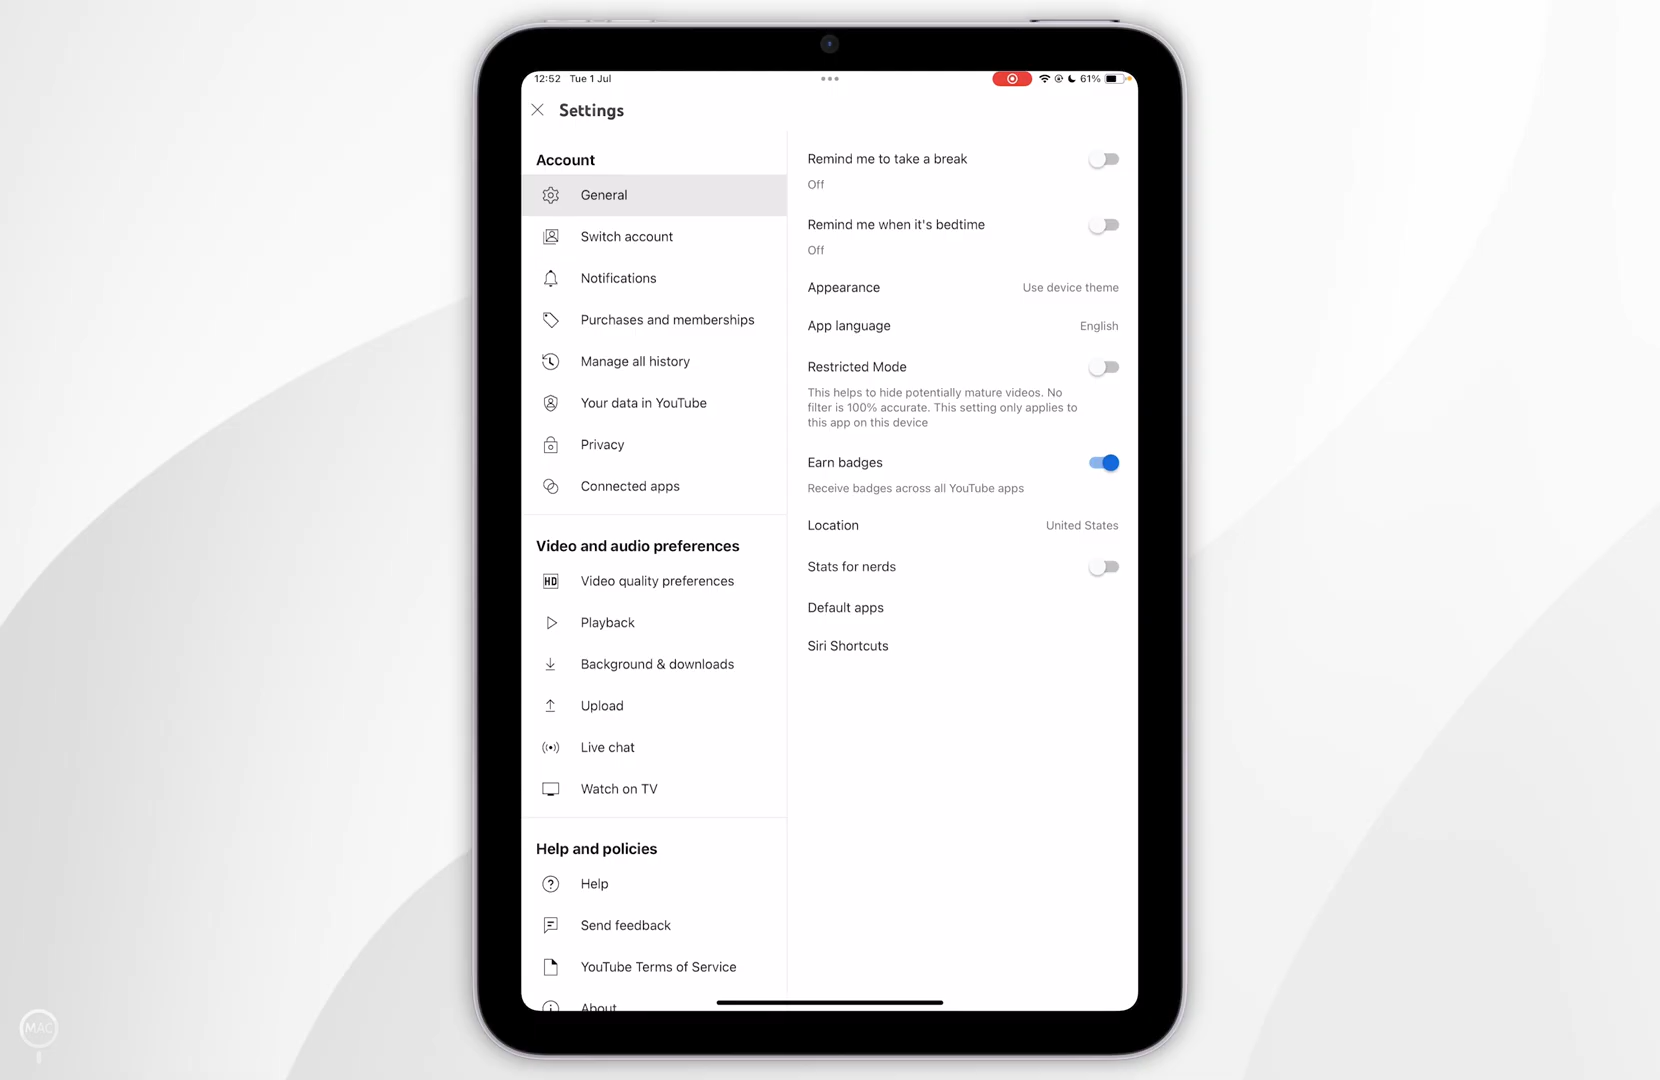 12:52 Tue 1 Jul
61%
Settings
Account
General
Switch account
Notifications
Purchases and memberships
Manage all history
Your data in YouTube
Privacy
Connected apps
Video and audio preferences
HD Video quality preferences
Playback
Background & downloads
Upload
Live chat
Watch on TV
Help and policies
Help
Send feedback
YouTube Terms of Service
About
Remind me to take a break
Off
Remind me when it's bedtime
Off
Appearance Use device theme
App language English
Restricted Mode
This helps to hide potentially mature videos. No
filter is 100% accurate. This setting only applies to
this app on this device
Earn badges
Receive badges across all YouTube apps
Location United States
Stats for nerds
Default apps
Siri Shortcuts
MAC